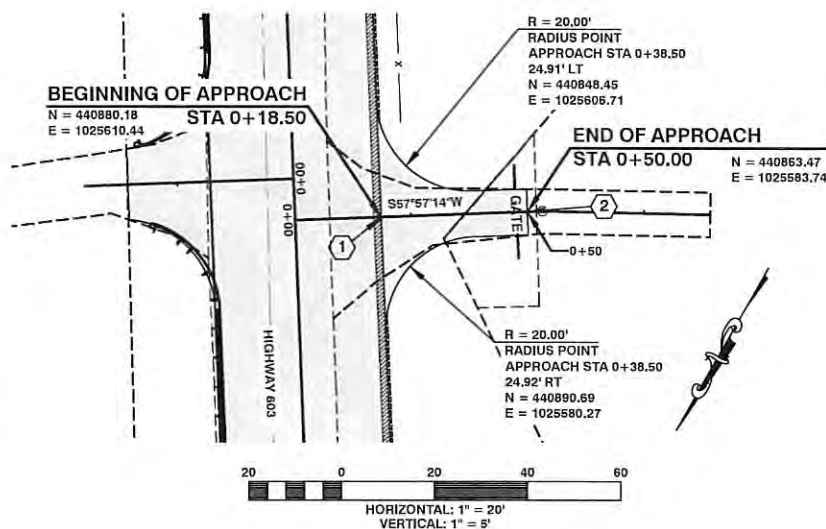 R = 20.00'
RADIUS POINT
APPROACH STA 0+38.50
24.91' LT
N = 440848.45
E = 1025606.71
x
BEGINNING OF APPROACH
N = 440880.18
E = 1025610.44
STA 0+18.50
END OF APPROACH
STA 0+50.00
N = 440863.47
E = 1025583.74
0+00
0+00
S57°57'14"W
GATE
1
2
0+50
HIGHWAY 603
R = 20.00'
RADIUS POINT
APPROACH STA 0+38.50
24.92' RT
N = 440890.69
E = 1025580.27
20 0 20 40 60
HORIZONTAL: 1" = 20'
VERTICAL: 1" = 5'